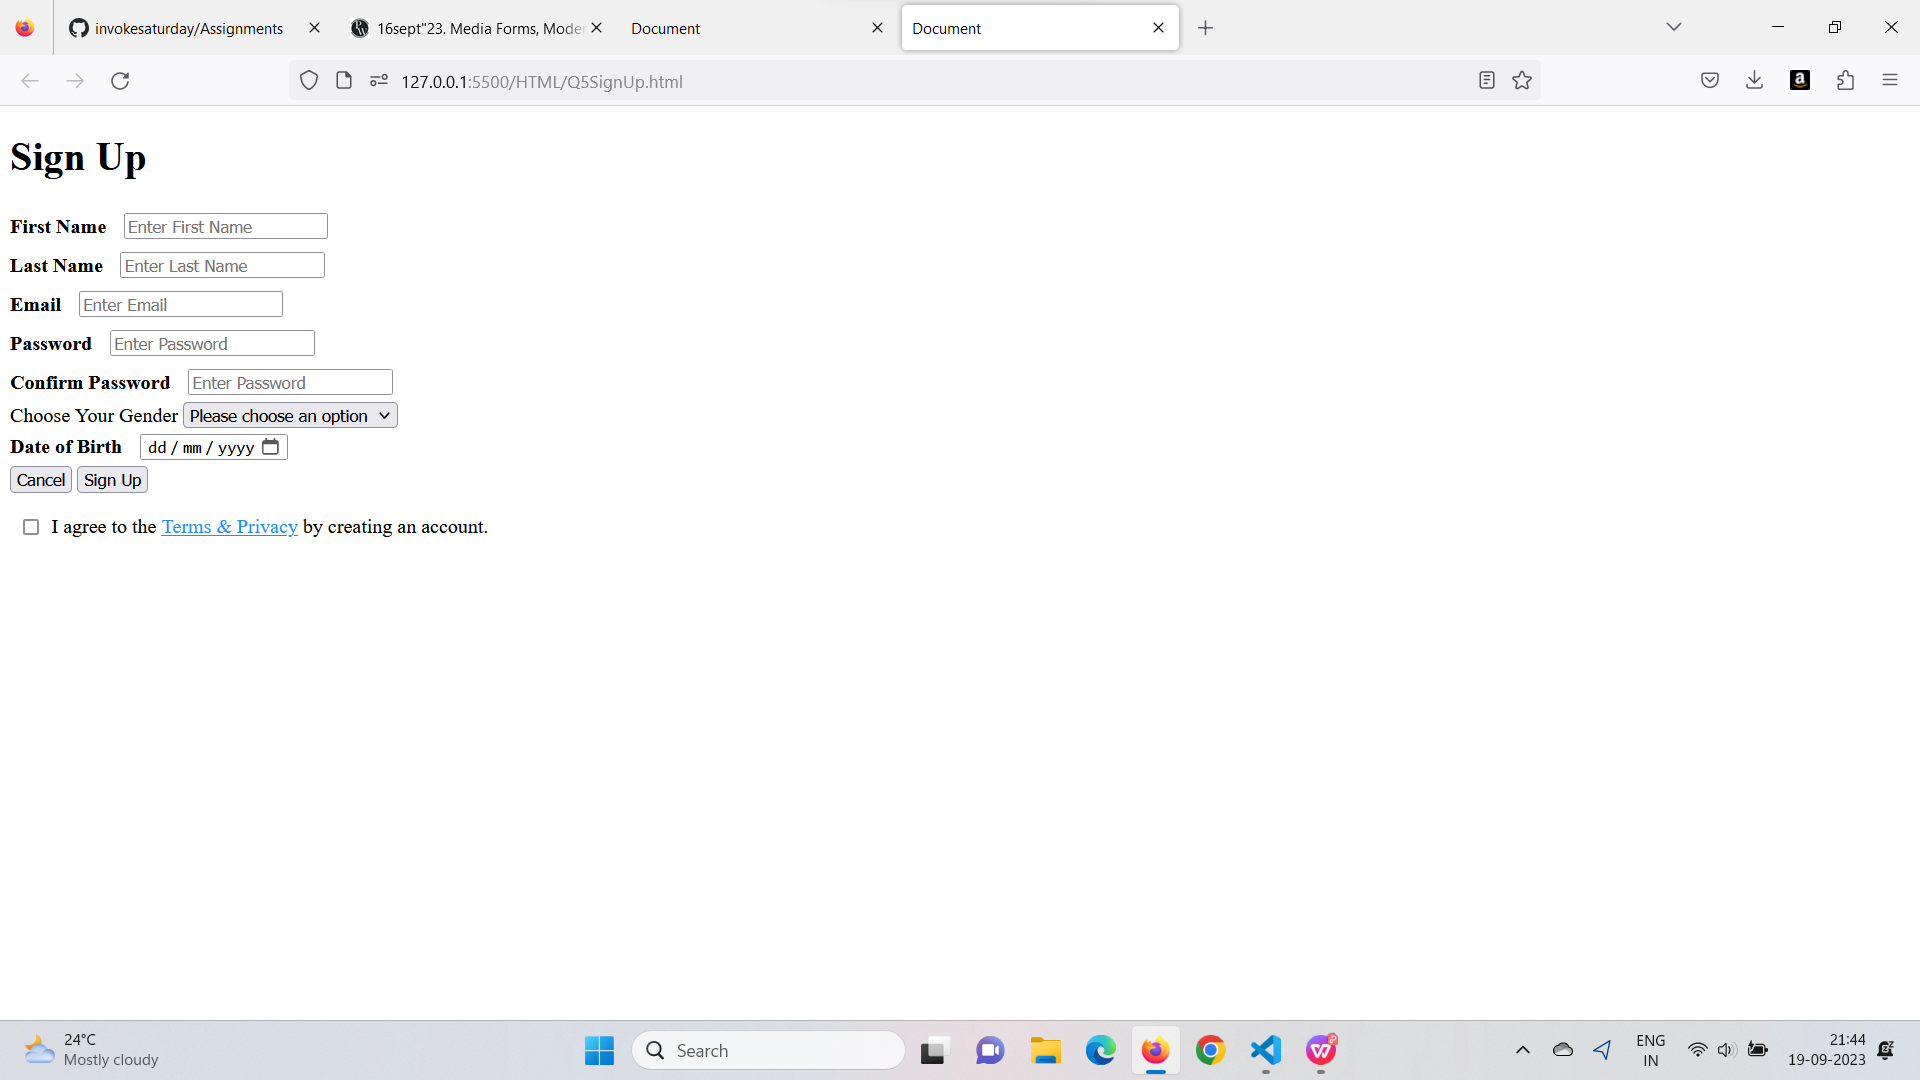 invokesaturday/Assignments
16sept"23. Media Forms, Moder
Document
Document
127.0.0.1:5500/HTML/Q5SignUp.html
Sign Up
First Name Enter First Name
Last Name Enter Last Name
Email Enter Email
Password Enter Password
Confirm Password Enter Password
Choose Your Gender Please choose an option
Date of Birth dd / mm / yyyy
Cancel Sign Up
I agree to the Terms & Privacy by creating an account.
24°C
Mostly cloudy
Search
ENG
IN
21:44
19-09-2023